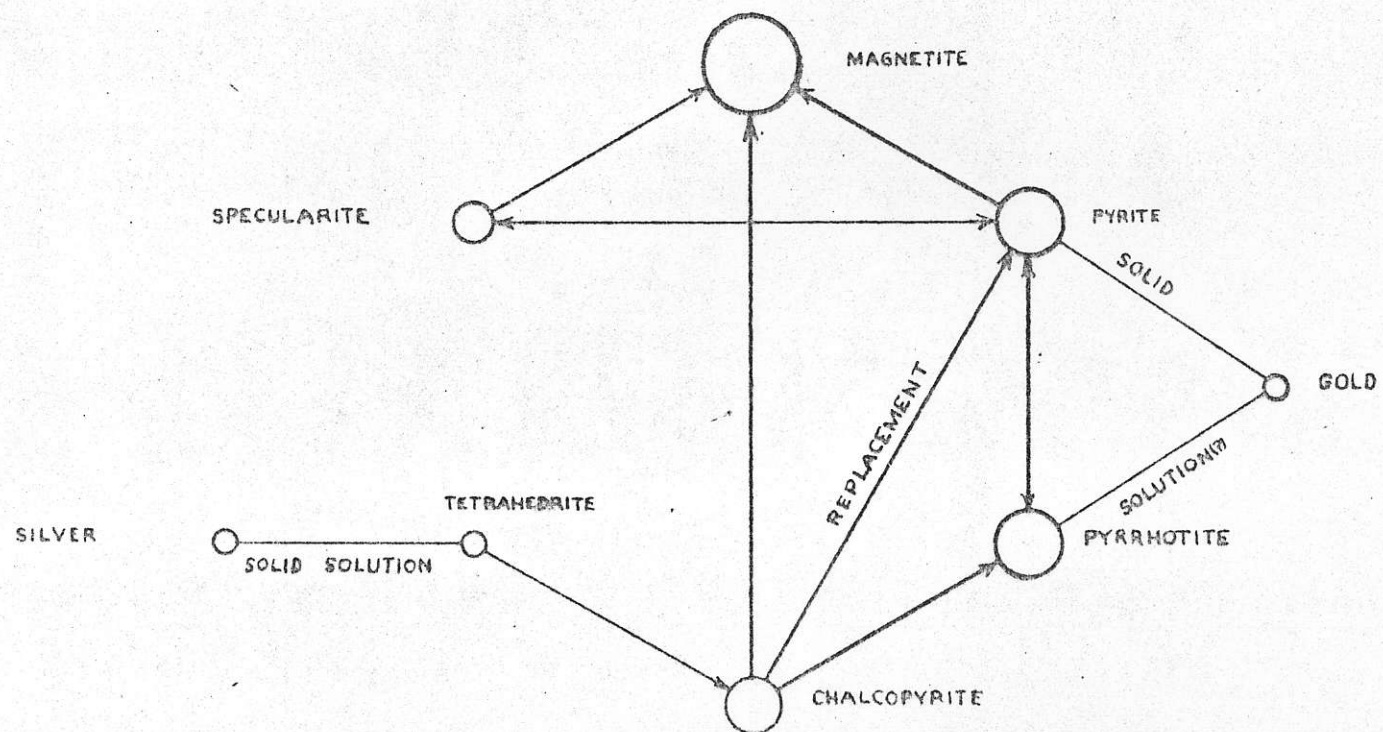 MAGNETITE
SPECULARITE
PYRITE
SOLID
GOLD
REPLACEMENT
SOLUTION(?)
TETRAHEDRITE
SILVER
SOLID SOLUTION
PYRRHOTITE
CHALCOPYRITE